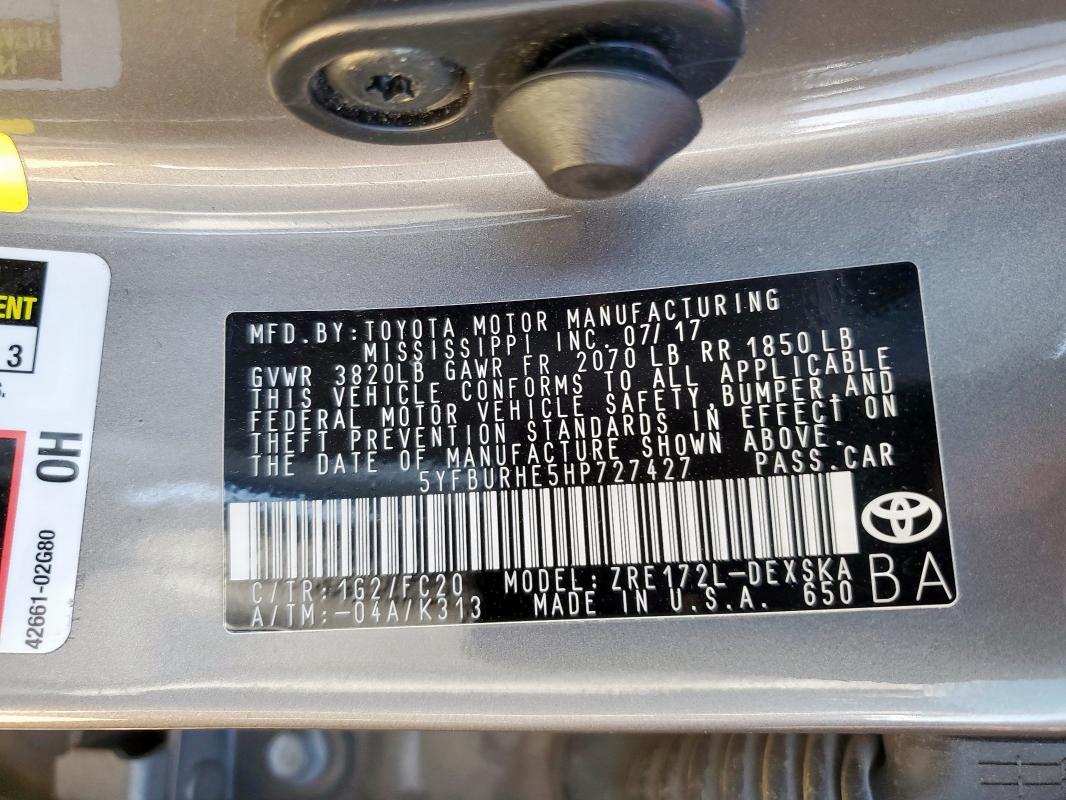 MFD.BY:TOYOTA MOTOR MANUFACTURING
MISSISSIPPI INC. 07/17
GVWR 3820LB GAWR FR 2070 LB RR 1850 LB
THIS VEHICLE CONFORMS TO ALL APPLICABLE
FEDERAL MOTOR VEHICLE SAFETY,BUMPER,AND
THEFT PREVENTION STANDARDS IN EFFECT ON
THE DATE OF MANUFACTURE SHOWN ABOVE.
5YFBURHE5HP727427 PASS.CAR
C/TR:1G2/FC20 MODEL: ZRE172L-DEXSKA
A/TM:-04A/K313 MADE IN U.S.A. 650
BA
ENT
3
OH
42661-02G80